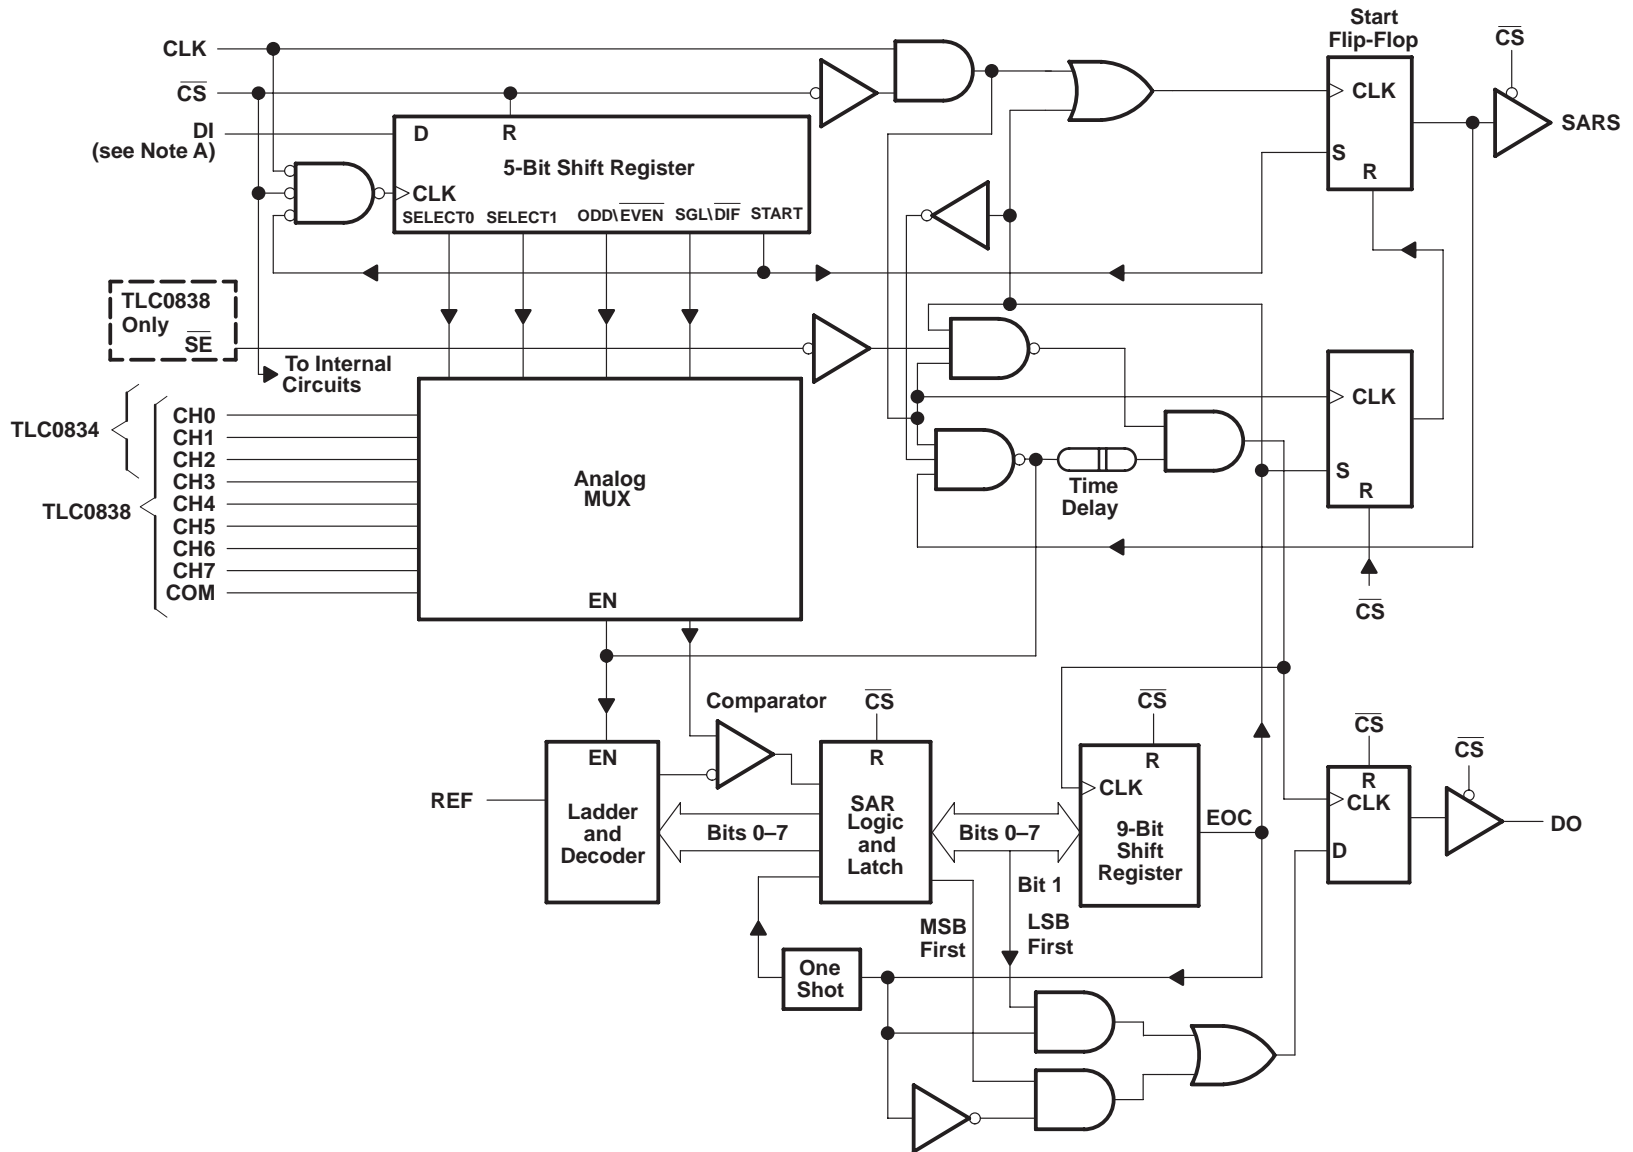 Start
Flip-Flop
CLK
CS
CS
DI
(see Note A)
D
R
5-Bit Shift Register
CLK
SELECT0 SELECT1 ODD\EVEN SGL\DIF START
CLK
S
R
SARS
TLC0838
Only
SE
To Internal
Circuits
TLC0834
TLC0838
CH0
CH1
CH2
CH3
CH4
CH5
CH6
CH7
COM
Analog
MUX
EN
Time
Delay
CLK
S
R
CS
Comparator
CS
CS
CS
CS
REF
EN
Ladder
and
Decoder
Bits 0–7
R
SAR
Logic
and
Latch
Bits 0–7
R
CLK
9-Bit
Shift
Register
EOC
R
CLK
D
DO
Bit 1
MSB
First
LSB
First
One
Shot